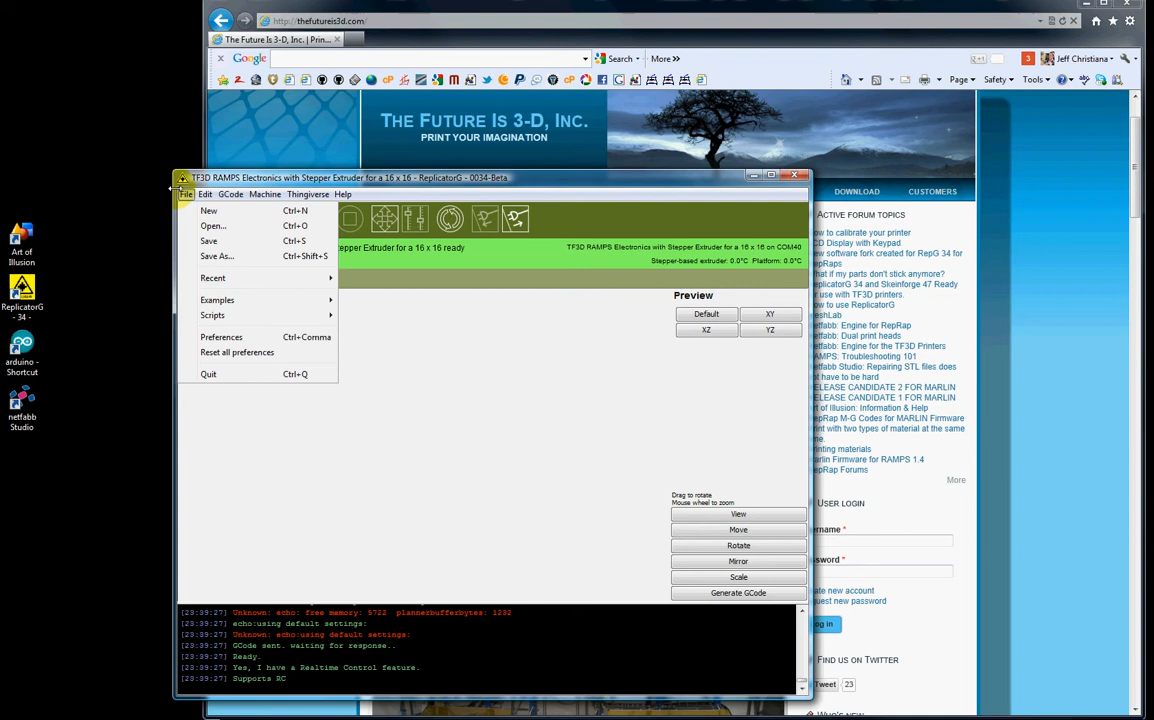 http://thefutureis3d.com/
The Future Is 3-D, Inc. | Prin...
Google
Search
More »
+1
3
Jeff Christiana
Page
Safety
Tools
THE FUTURE IS 3-D, INC.
PRINT YOUR IMAGINATION
DOWNLOAD
CUSTOMERS
TF3D RAMPS Electronics with Stepper Extruder for a 16 x 16 - ReplicatorG - 0034-Beta
File Edit GCode Machine Thingiverse Help
New Ctrl+N
Open... Ctrl+O
Save Ctrl+S
Save As... Ctrl+Shift+S
Recent
Examples
Scripts
Preferences Ctrl+Comma
Reset all preferences
Quit Ctrl+Q
tepper Extruder for a 16 x 16 ready
TF3D RAMPS Electronics with Stepper Extruder for a 16 x 16 on COM40
Stepper-based extruder: 0.0°C Platform: 0.0°C
Preview
Default
XY
XZ
YZ
Drag to rotate
Mouse wheel to zoom
View
Move
Rotate
Mirror
Scale
Generate GCode
[23:39:27] Unknown: echo: free memory: 5722 plannerbufferbytes: 1232
[23:39:27] echo:using default settings:
[23:39:27] Unknown: echo:using default settings:
[23:39:27] GCode sent. waiting for response..
[23:39:27] Ready.
[23:39:27] Yes, I have a Realtime Control feature.
[23:39:27] Supports RC
ACTIVE FORUM TOPICS
ow to calibrate your printer
CD Display with Keypad
ew software fork created for RepG 34 for
epRaps
hat if my parts don't stick anymore?
eplicatorG 34 and Skeinforge 47 Ready
r use with TF3D printers.
ow to use ReplicatorG
eshLab
etfabb: Engine for RepRap
etfabb: Dual print heads
etfabb: Engine for the TF3D Printers
AMPS: Troubleshooting 101
etfabb Studio: Repairing STL files does
ot have to be hard
ELEASE CANDIDATE 2 FOR MARLIN
ELEASE CANDIDATE 1 FOR MARLIN
rt of Illusion: Information & Help
epRap M-G Codes for MARLIN Firmware
rint with two types of material at the same
me.
rinting materials
arlin Firmware for RAMPS 1.4
epRap Forums
More
USER LOGIN
ername *
ssword *
ate new account
quest new password
og in
FIND US ON TWITTER
Tweet 23
WHO'S NEW
Art of
Illusion
ReplicatorG
- 34 -
arduino -
Shortcut
netfabb
Studio